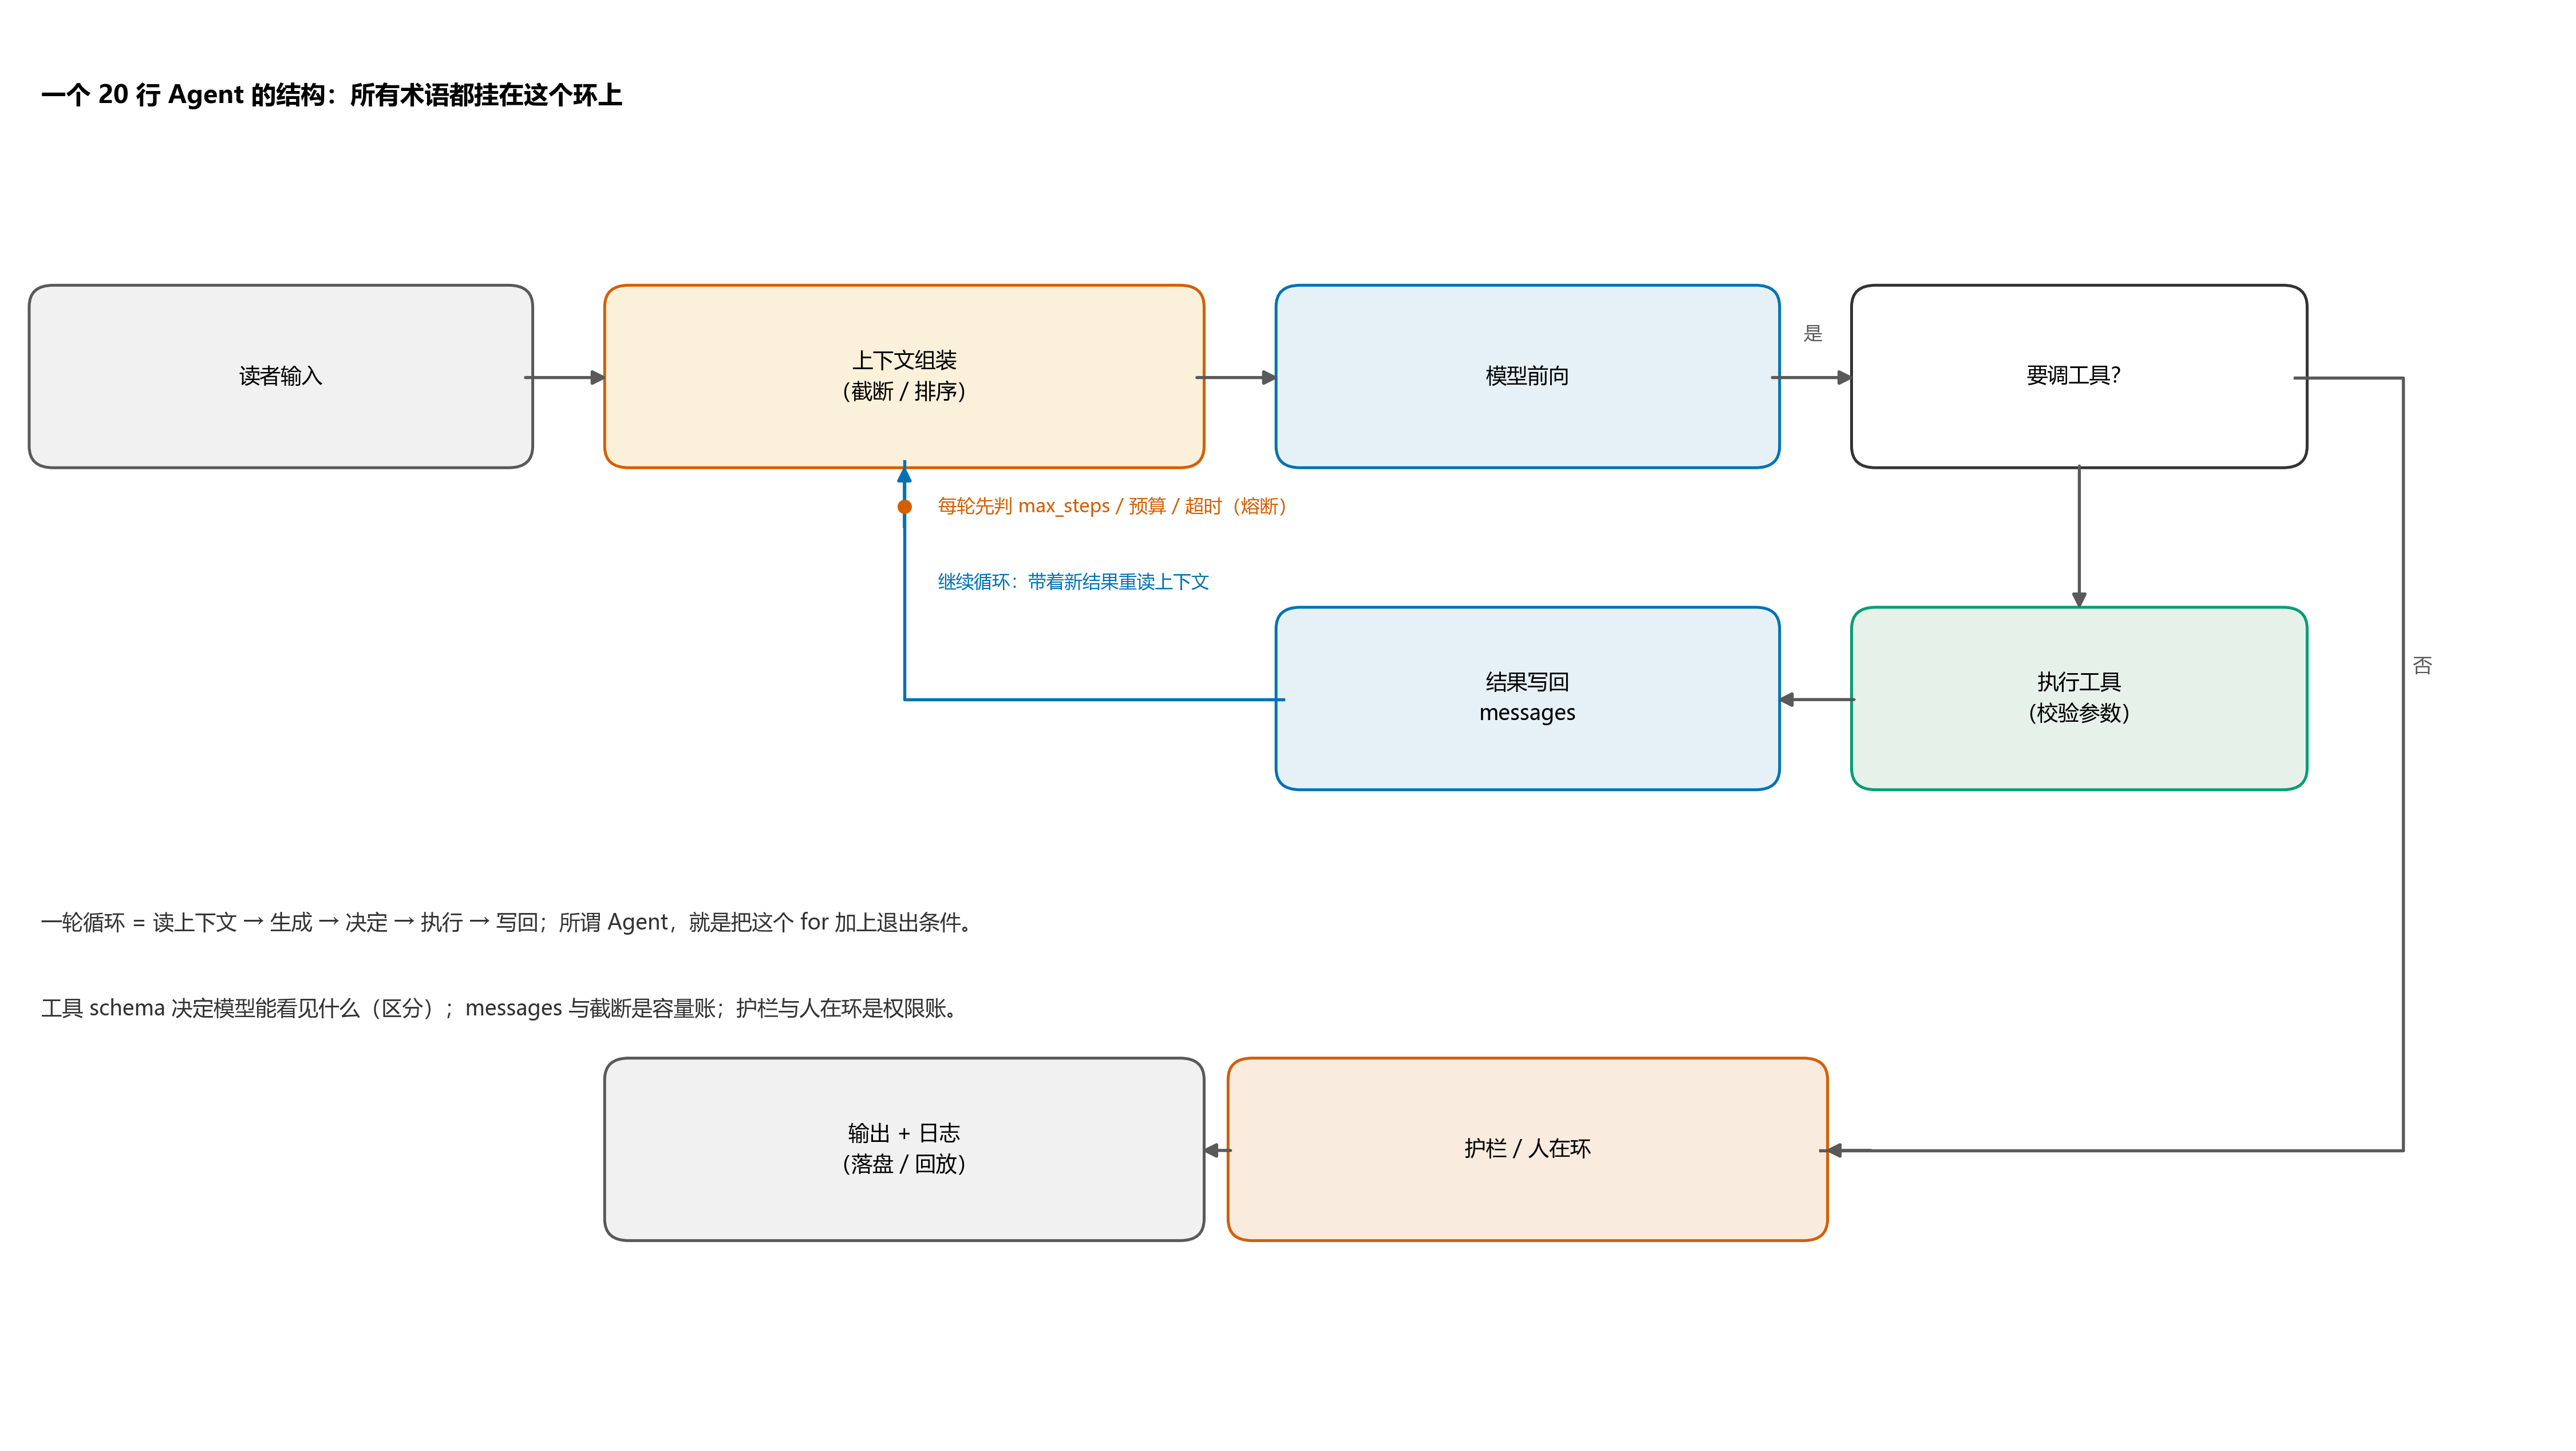 一个 20 行 Agent 的结构：所有术语都挂在这个环上
读者输入
上下文组装
(截断 / 排序)
模型前向
是
要调工具？
每轮先判 max_steps / 预算 / 超时（熔断）
继续循环：带着新结果重读上下文
结果写回
messages
执行工具
(校验参数)
否
一轮循环 = 读上下文 → 生成 → 决定 → 执行 → 写回；所谓 Agent，就是把这个 for 加上退出条件。
工具 schema 决定模型能看见什么（区分）；messages 与截断是容量账；护栏与人在环是权限账。
输出 + 日志
(落盘 / 回放)
护栏 / 人在环